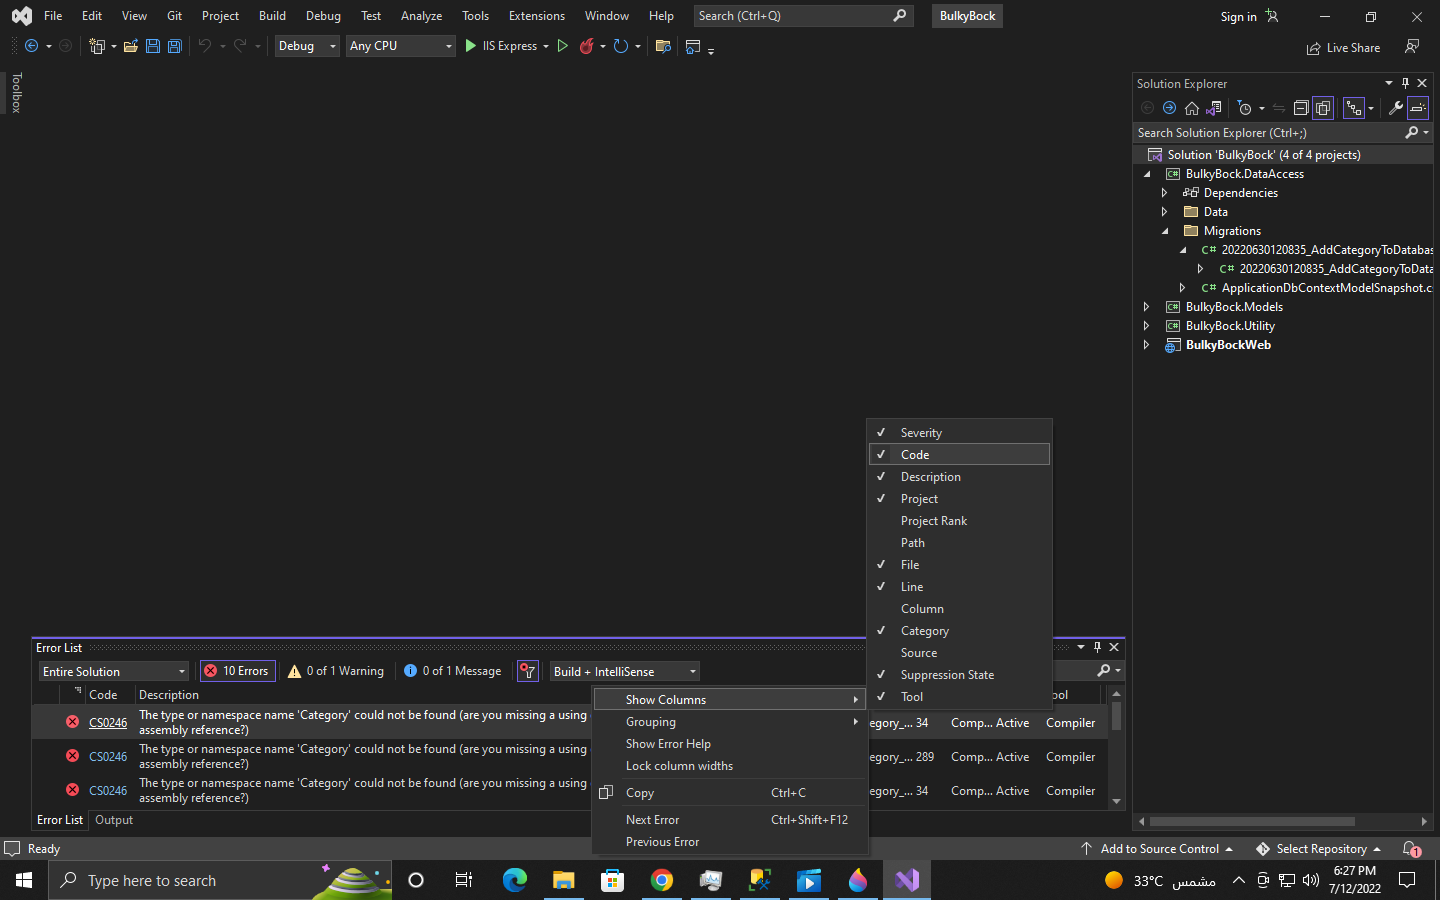 File Edit View Git Project Build Debug Test Analyze Tools Extensions Window Help Search (Ctrl+Q) BulkyBock Sign in
Debug Any CPU IIS Express Live Share
Toolbox
Solution Explorer
Search Solution Explorer (Ctrl+;)
Solution 'BulkyBock' (4 of 4 projects)
C# BulkyBock.DataAccess
Dependencies
Data
Migrations
C# 20220630120835_AddCategoryToDatabas
C# 20220630120835_AddCategoryToData
C# ApplicationDbContextModelSnapshot.c
C# BulkyBock.Models
C# BulkyBock.Utility
BulkyBockWeb
Severity
Code
Description
Project
Project Rank
Path
File
Line
Column
Category
Source
Suppression State
Tool
Error List
Entire Solution 10 Errors 0 of 1 Warning 0 of 1 Message Build + IntelliSense
Code Description ol
CS0246 The type or namespace name 'Category' could not be found (are you missing a using
assembly reference?)
egory_... 34 Comp... Active Compiler
CS0246 The type or namespace name 'Category' could not be found (are you missing a using
assembly reference?)
egory_... 289 Comp... Active Compiler
CS0246 The type or namespace name 'Category' could not be found (are you missing a using
assembly reference?)
egory_... 34 Comp... Active Compiler
Show Columns
Grouping
Show Error Help
Lock column widths
Copy Ctrl+C
Next Error Ctrl+Shift+F12
Previous Error
Error List Output
Ready Add to Source Control Select Repository 1
Type here to search 33°C مشمس 6:27 PM
7/12/2022